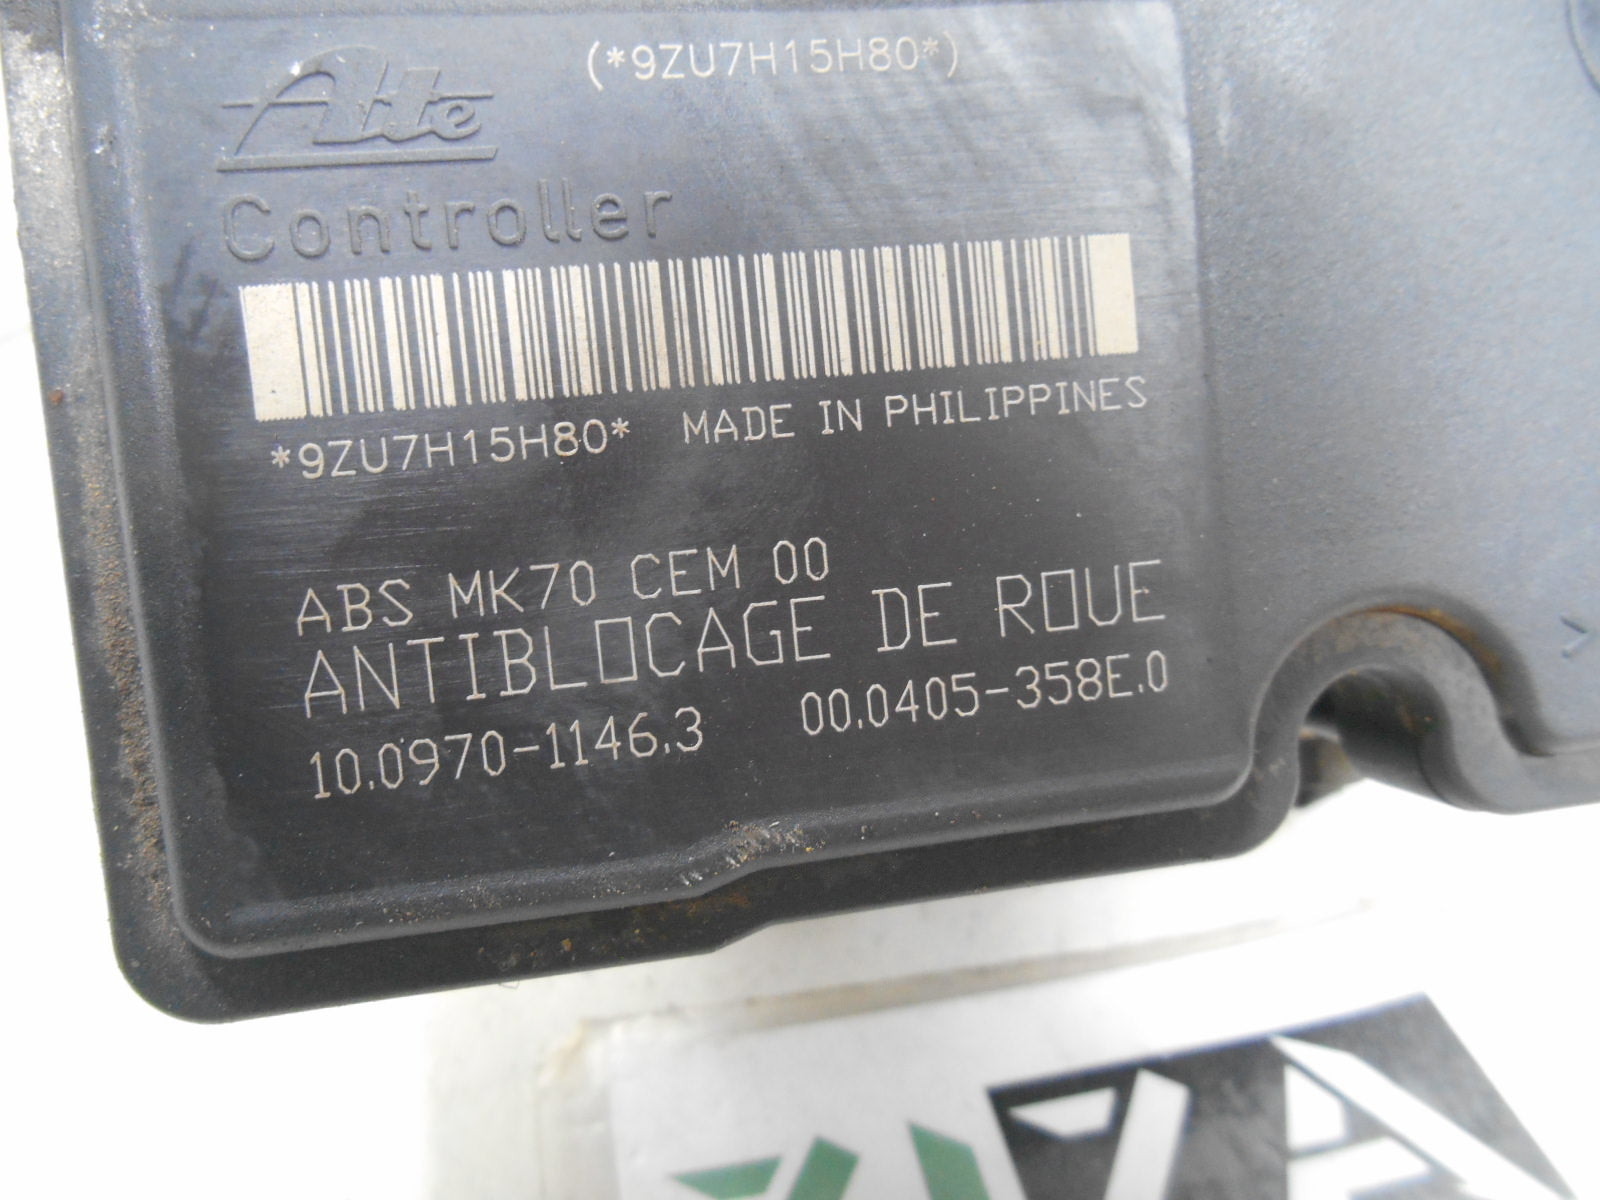 (*9ZU7H15H80*)
Ate
Controller
*9ZU7H15H80* MADE IN PHILIPPINES
ABS MK70 CEM 00
ANTIBLOCAGE DE ROUE
10.0970-1146.3 00.0405-358E.0
>